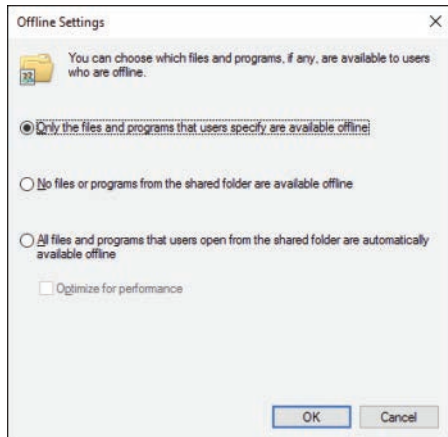 Offline Settings
You can choose which files and programs, if any, are available to users
who are offline.
Only the files and programs that users specify are available offline
No files or programs from the shared folder are available offline
All files and programs that users open from the shared folder are automatically
available offline
Optimize for performance
OK Cancel